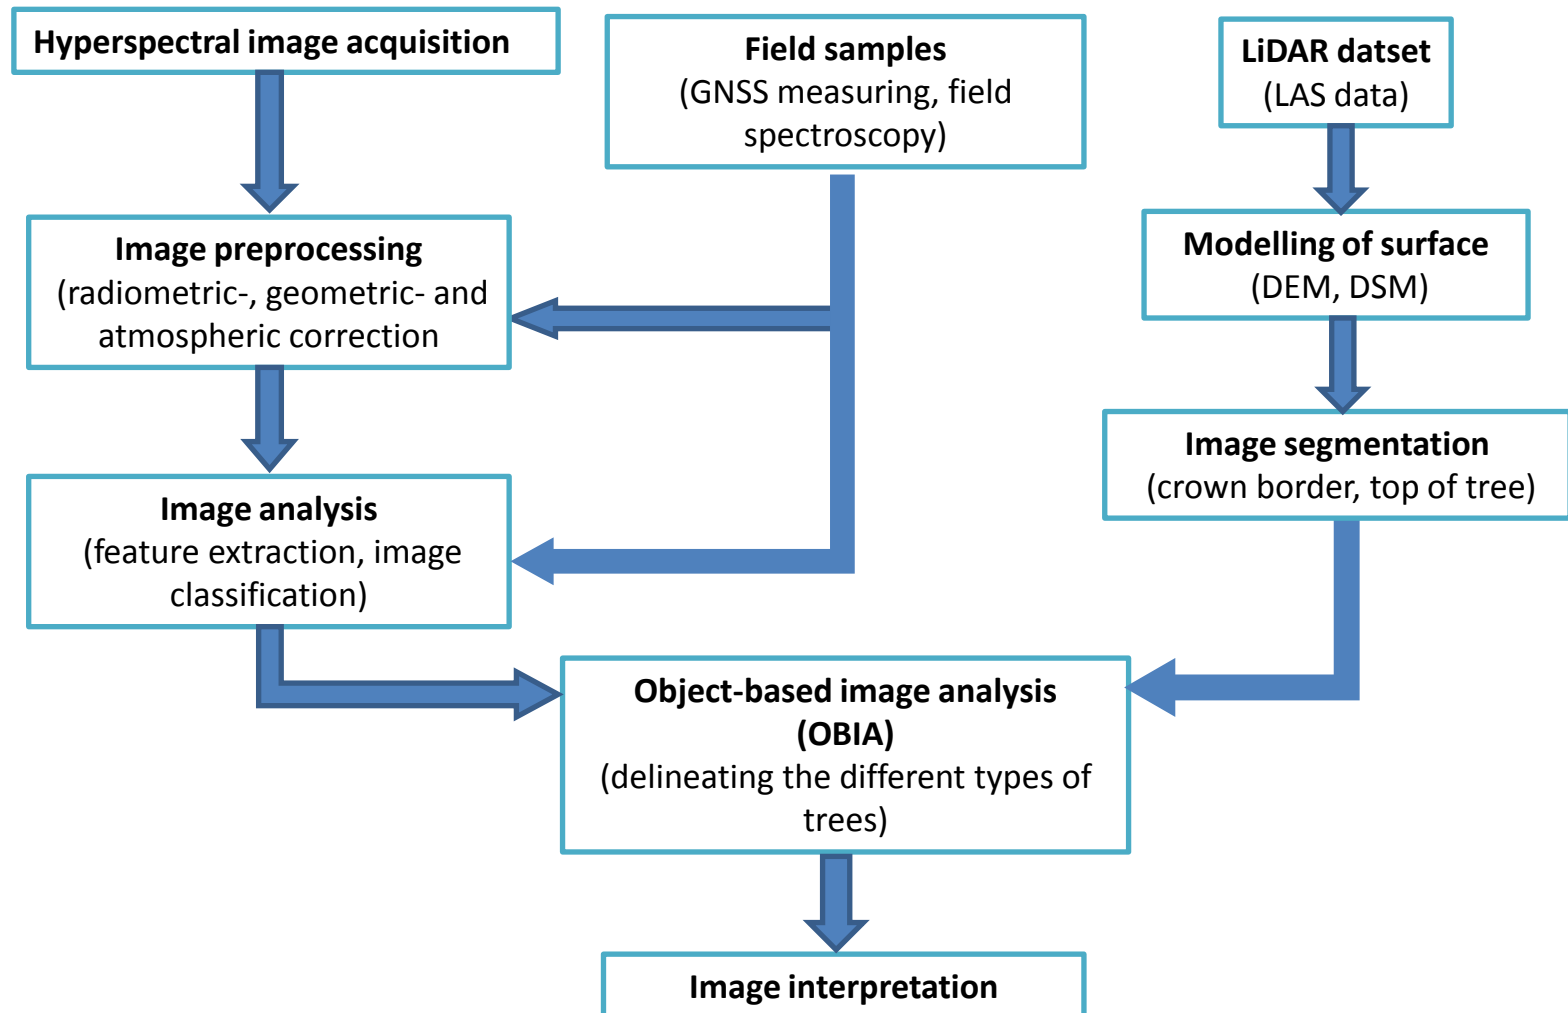 Hyperspectral image acquisition
Field samples
(GNSS measuring, field
spectroscopy)
LiDAR datset
(LAS data)
Image preprocessing
(radiometric-, geometric- and
atmospheric correction
Modelling of surface
(DEM, DSM)
Image segmentation
(crown border, top of tree)
Image analysis
(feature extraction, image
classification)
Object-based image analysis
(OBIA)
(delineating the different types of
trees)
Image interpretation